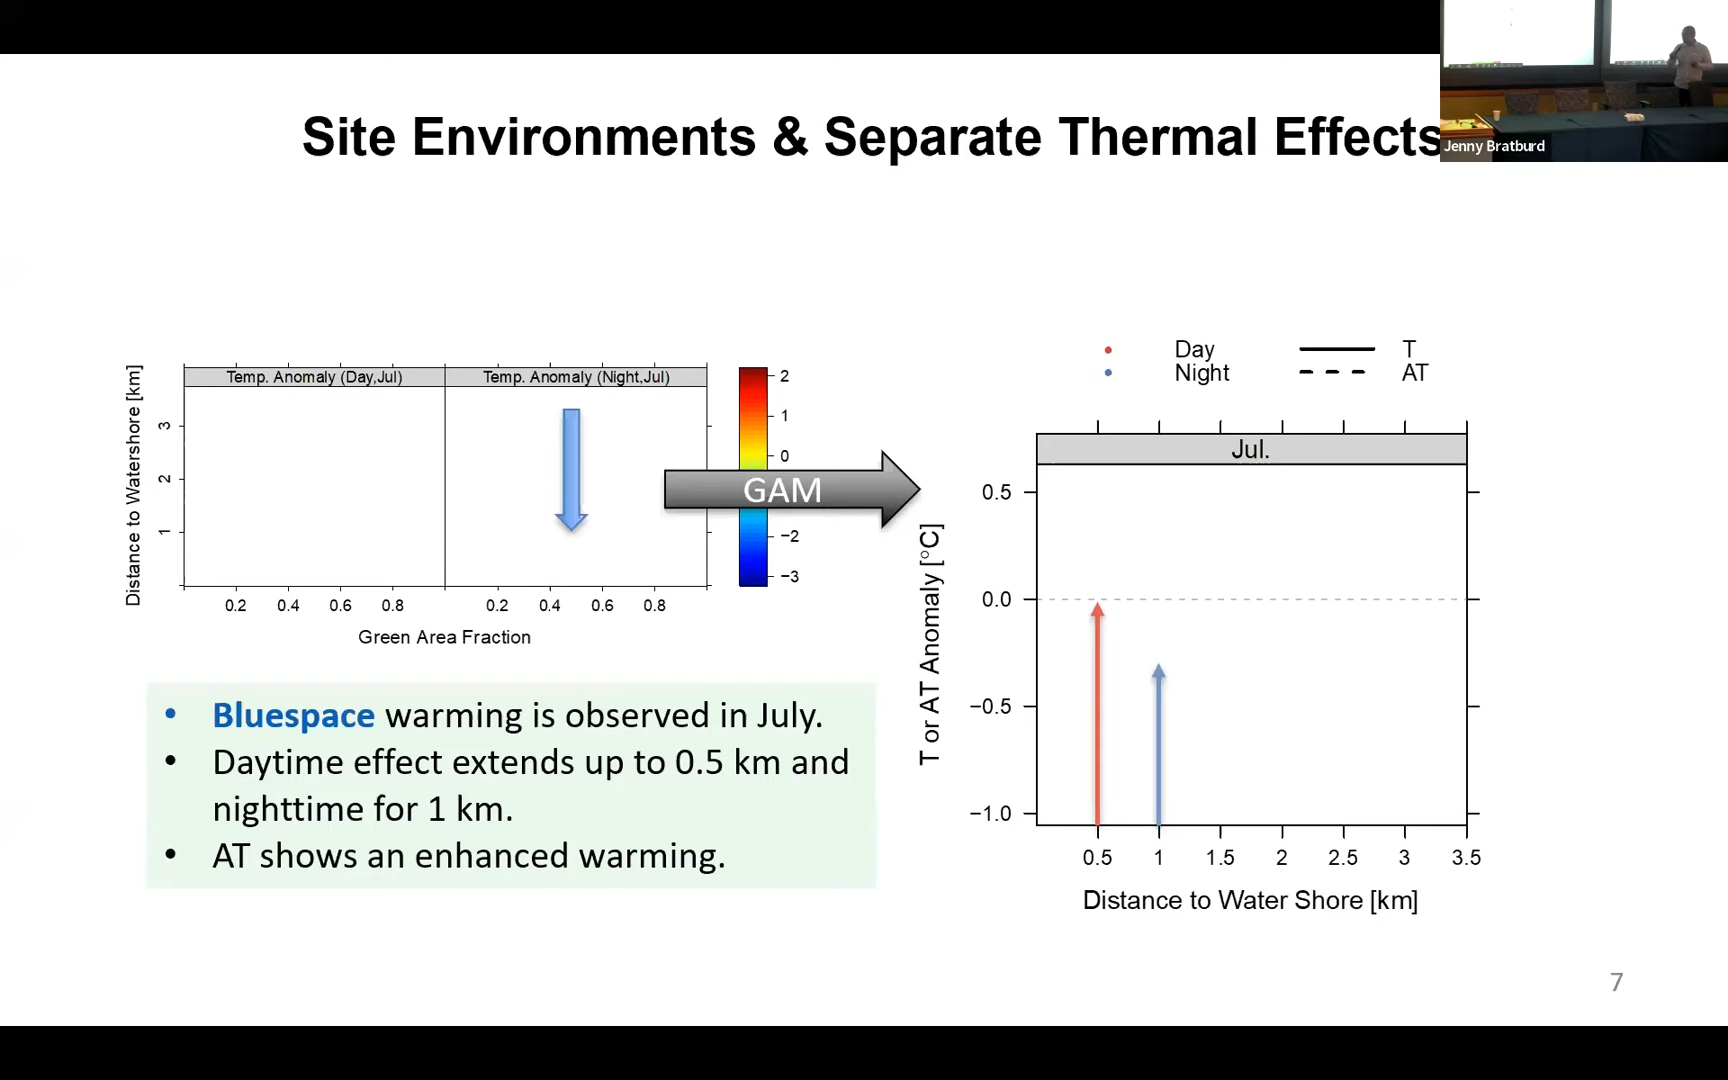 Site Environments & Separate Thermal Effects
Jenny Bratburd
Distance to Watershore [km]
3
2
1
Temp. Anomaly (Day,Jul)
Temp. Anomaly (Night,Jul)
0.2 0.4 0.6 0.8
0.2 0.4 0.6 0.8
Green Area Fraction
2
1
0
−2
−3
GAM
Day
Night
T
AT
Jul.
T or AT Anomaly [°C]
0.5
0.0
−0.5
−1.0
0.5 1 1.5 2 2.5 3 3.5
Distance to Water Shore [km]
• Bluespace warming is observed in July.
• Daytime effect extends up to 0.5 km and
nighttime for 1 km.
• AT shows an enhanced warming.
7